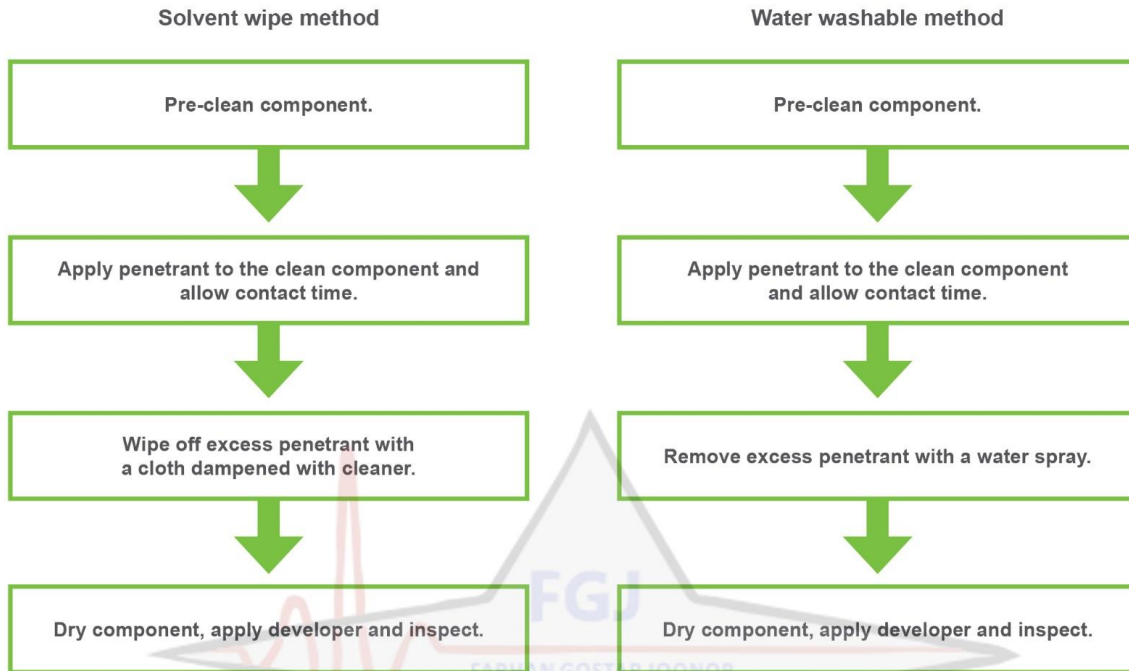 Solvent wipe method
Water washable method
Pre-clean component.
Pre-clean component.
Apply penetrant to the clean component and
allow contact time.
Apply penetrant to the clean component
and allow contact time.
Wipe off excess penetrant with
a cloth dampened with cleaner.
Remove excess penetrant with a water spray.
FGJ
Dry component, apply developer and inspect.
Dry component, apply developer and inspect.
FARHAN GOSTAR JOONOB